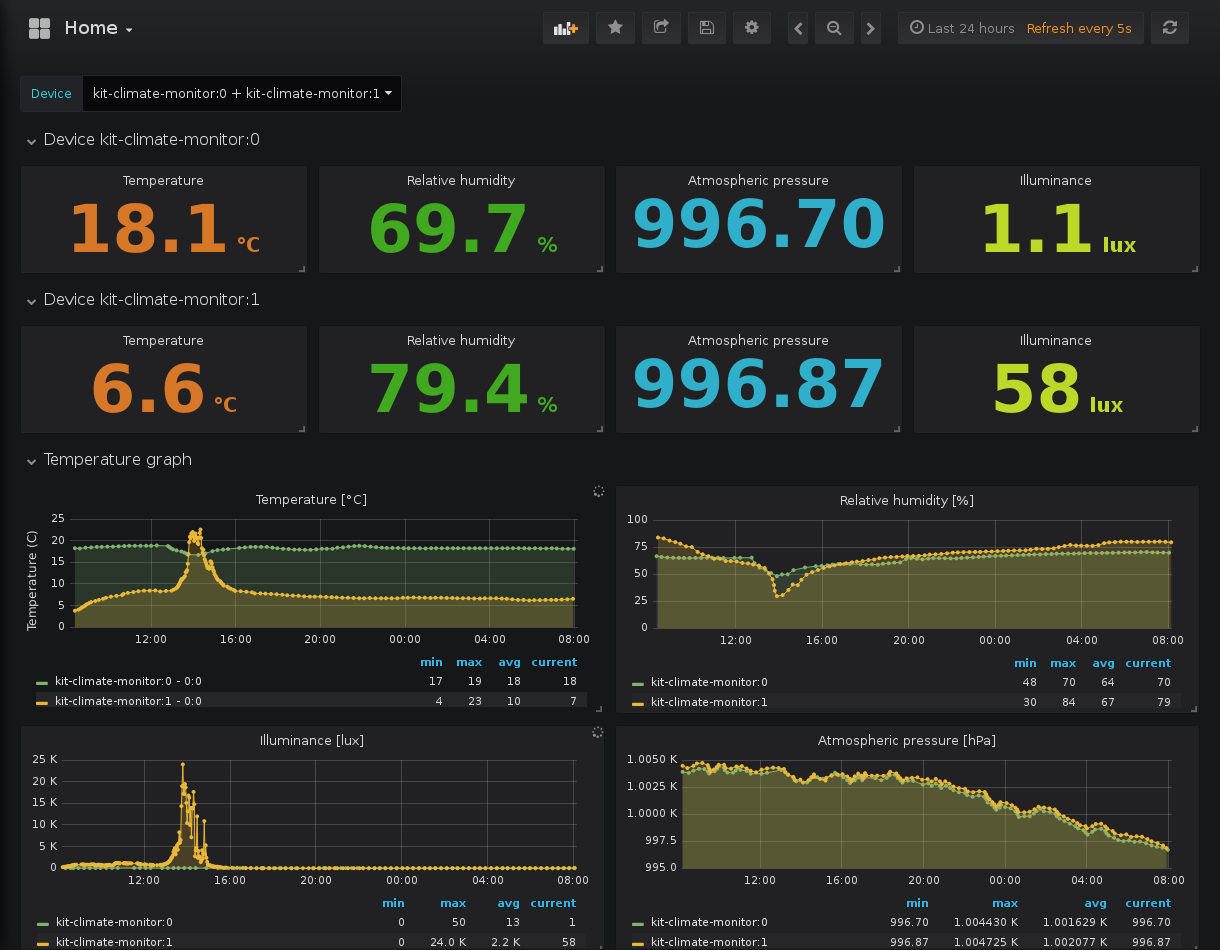 Home
Last 24 hours Refresh every 5s
Device kit-climate-monitor:0 + kit-climate-monitor:1
Device kit-climate-monitor:0
Temperature Relative humidity Atmospheric pressure Illuminance
18.1 °C 69.7 % 996.70 1.1 lux
Device kit-climate-monitor:1
Temperature Relative humidity Atmospheric pressure Illuminance
6.6 °C 79.4 % 996.87 58 lux
Temperature graph
Temperature [°C]
Temperature (C)
25
20
15
10
5
0
12:00 16:00 20:00 00:00 04:00 08:00
min max avg current
kit-climate-monitor:0 - 0:0 17 19 18 18
kit-climate-monitor:1 - 0:0 4 23 10 7
Relative humidity [%]
100
75
50
25
0
12:00 16:00 20:00 00:00 04:00 08:00
min max avg current
kit-climate-monitor:0 48 70 64 70
kit-climate-monitor:1 30 84 67 79
Illuminance [lux]
25 K
20 K
15 K
10 K
5 K
0
12:00 16:00 20:00 00:00 04:00 08:00
min max avg current
kit-climate-monitor:0 0 50 13 1
kit-climate-monitor:1 0 24.0 K 2.2 K 58
Atmospheric pressure [hPa]
1.0050 K
1.0025 K
1.0000 K
997.5
995.0
12:00 16:00 20:00 00:00 04:00 08:00
min max avg current
kit-climate-monitor:0 996.70 1.004430 K 1.001629 K 996.70
kit-climate-monitor:1 996.87 1.004725 K 1.002077 K 996.87